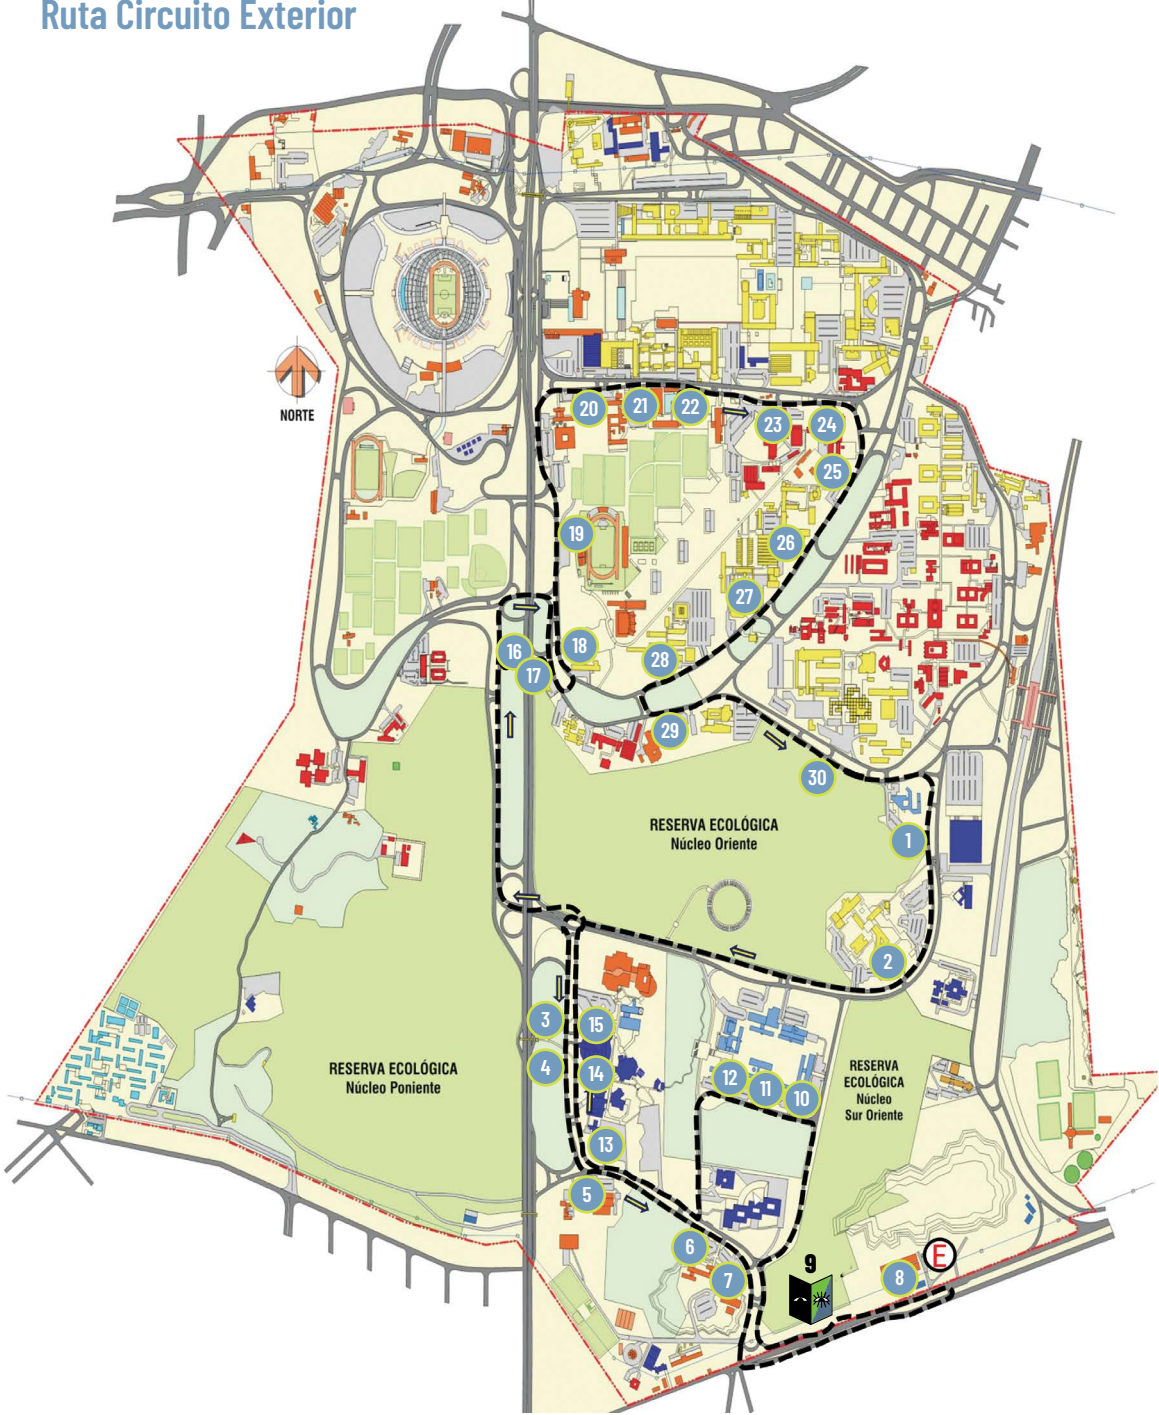 Ruta Circuito Exterior
NORTE
20
21
22
23
24
25
19
26
27
16
18
28
17
29
30
RESERVA ECOLÓGICA
Núcleo Oriente
1
2
3
15
RESERVA ECOLÓGICA
Núcleo Poniente
4
14
12
11
10
RESERVA
ECOLÓGICA
Núcleo
Sur Oriente
13
5
6
7
9
8
E